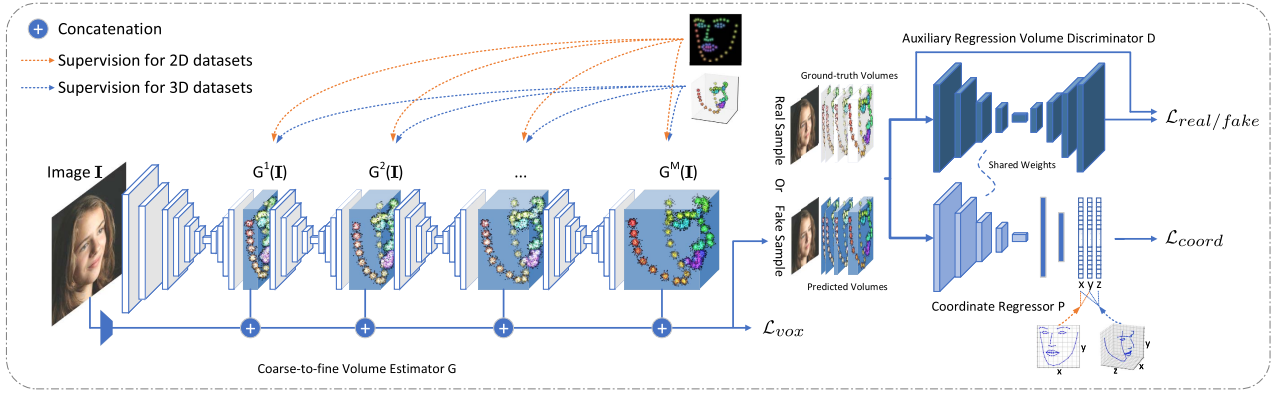 Concatenation
Supervision for 2D datasets
Supervision for 3D datasets
Image I
G¹(I)
G²(I)
...
Gᴹ(I)
ℒvox
Coarse-to-fine Volume Estimator G
Real Sample
Or
Fake Sample
Ground-truth Volumes
Predicted Volumes
Auxiliary Regression Volume Discriminator D
ℒreal/fake
Shared Weights
ℒcoord
x y z
Coordinate Regressor P
y
x
y
z
x